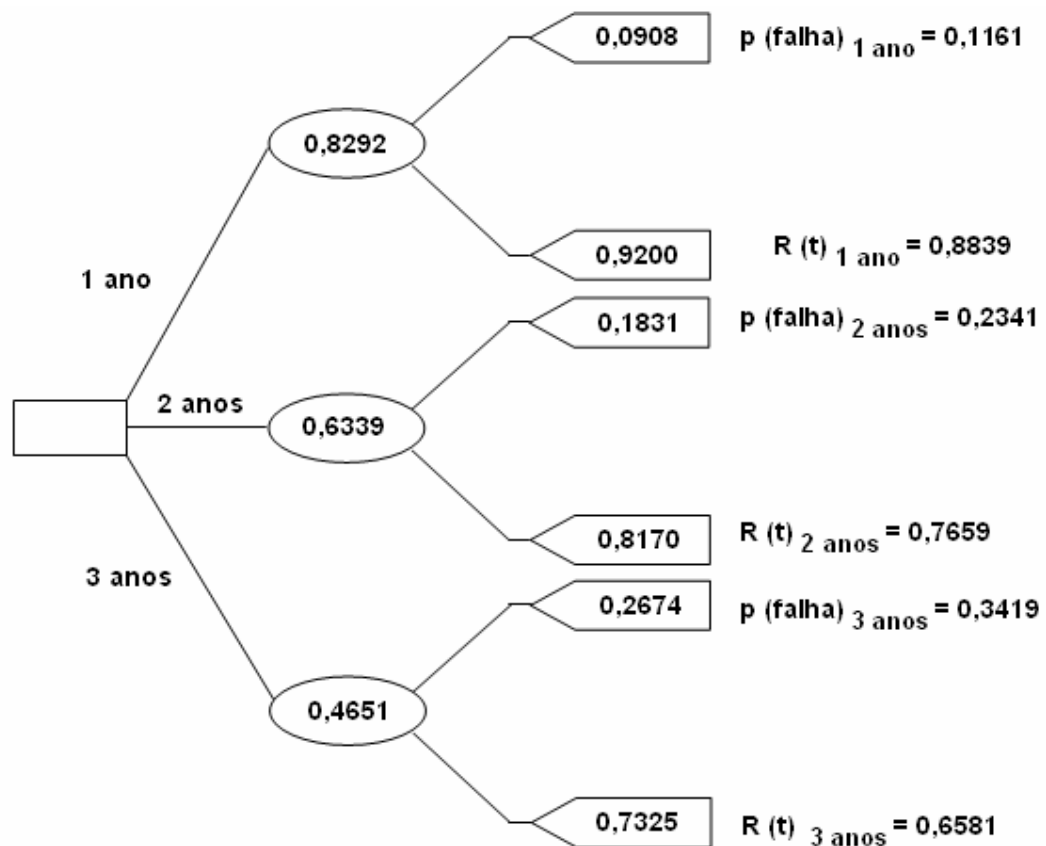 0,0908 p (falha) 1 ano = 0,1161
0,8292
0,9200 R (t) 1 ano = 0,8839
1 ano
0,1831 p (falha) 2 anos = 0,2341
2 anos
0,6339
0,8170 R (t) 2 anos = 0,7659
3 anos
0,2674 p (falha) 3 anos = 0,3419
0,4651
0,7325 R (t) 3 anos = 0,6581